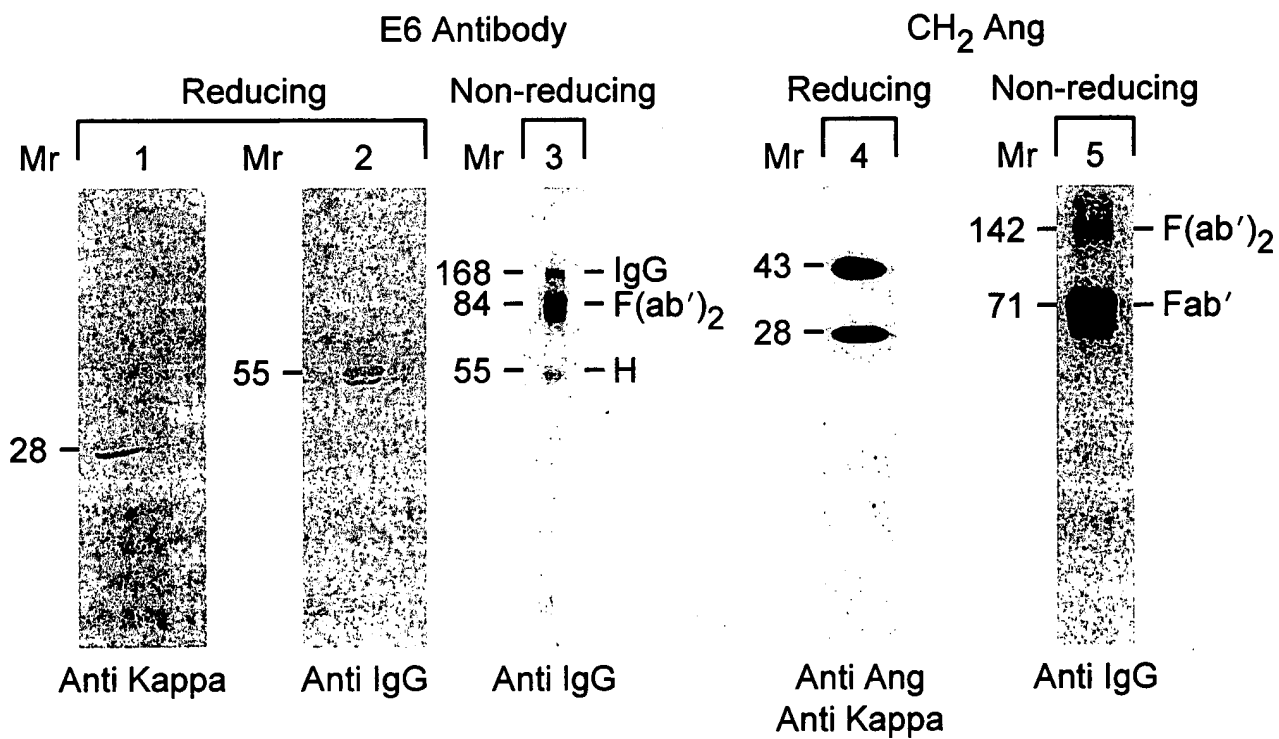 E6 Antibody CH₂ Ang
Reducing Non-reducing Reducing Non-reducing
Mr 1 Mr 2 Mr 3 Mr 4 Mr 5
142 – – F(ab′)₂
43 –
168 – – IgG
84 – – F(ab′)₂ 71 – – Fab′
28 –
55 – 55 – – H
28 –
Anti Kappa Anti IgG Anti IgG Anti Ang Anti IgG
Anti Kappa